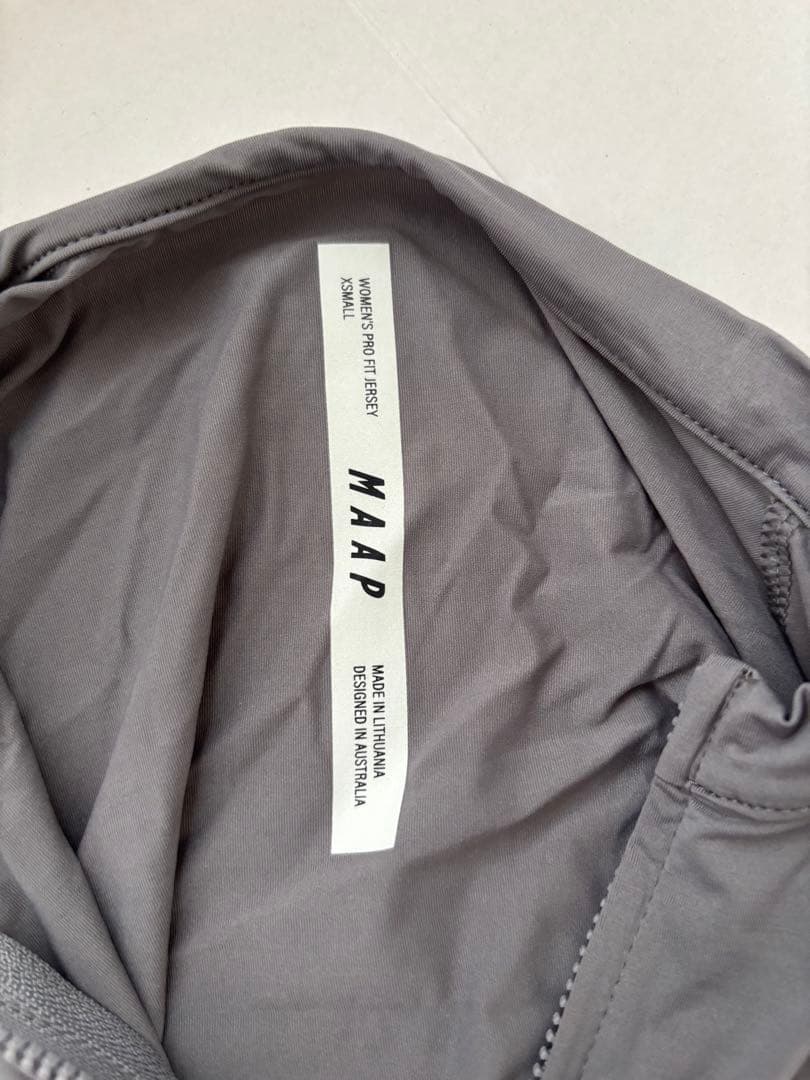 WOMEN'S PRO FIT JERSEY
XSMALL
MAAP
MADE IN LITHUANIA
DESIGNED IN AUSTRALIA